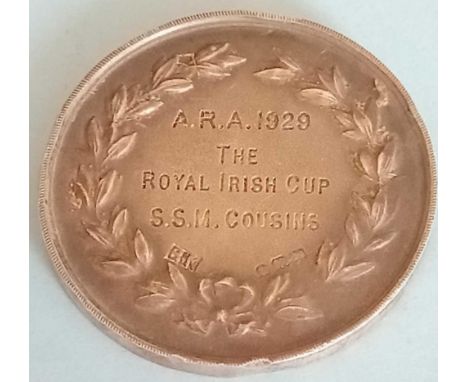 A.R.A. 1929
THE
ROYAL IRISH CUP
S.S.M. COUSINS